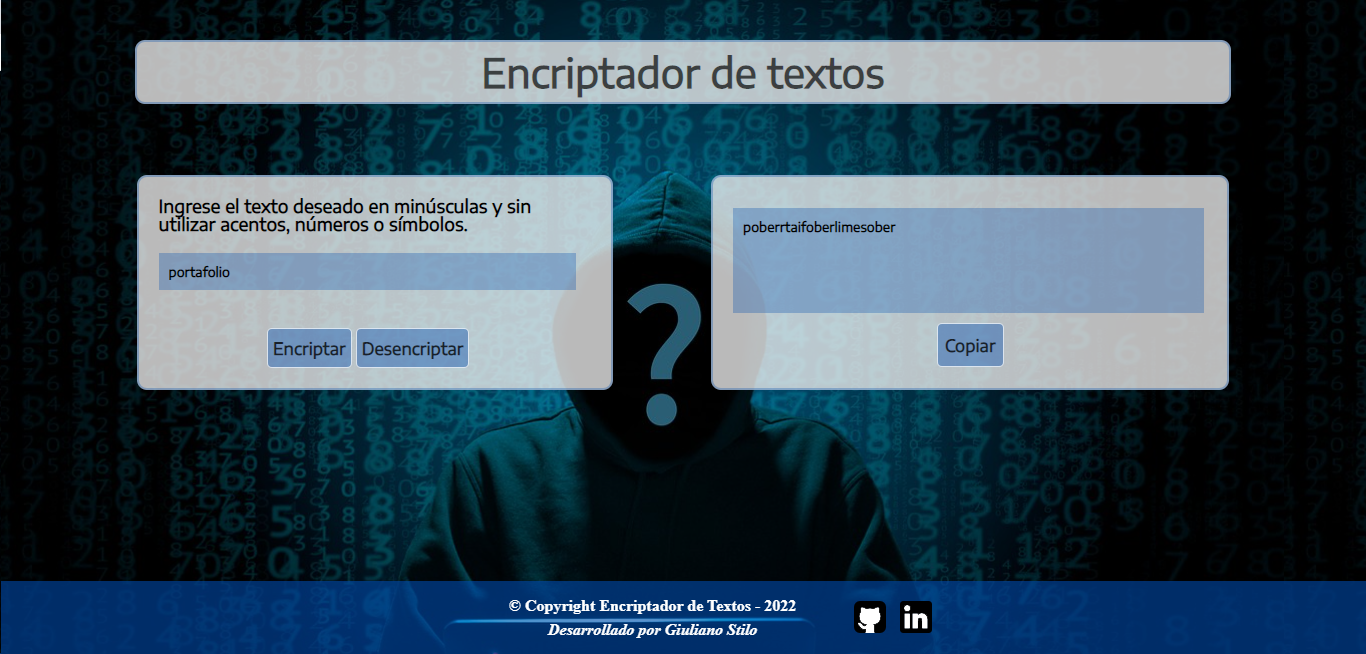 Encriptador de textos
Ingrese el texto deseado en minúsculas y sin
utilizar acentos, números o símbolos.
portafolio
Encriptar Desencriptar
poberrtaifoberlimesober
Copiar
?
© Copyright Encriptador de Textos - 2022
Desarrollado por Giuliano Stilo
in